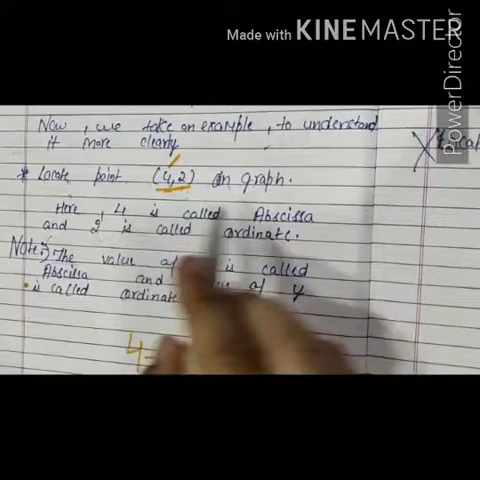 Made with KINEMASTER
PowerDirector
Now, we take an example, to understand
it more clearly
* Locate point (4,2) on graph.
Here, 4 is called Abscissa
and 2 is called ordinate.
Note:- The value of is called
Abscissa and of y
is called ordinate
4-